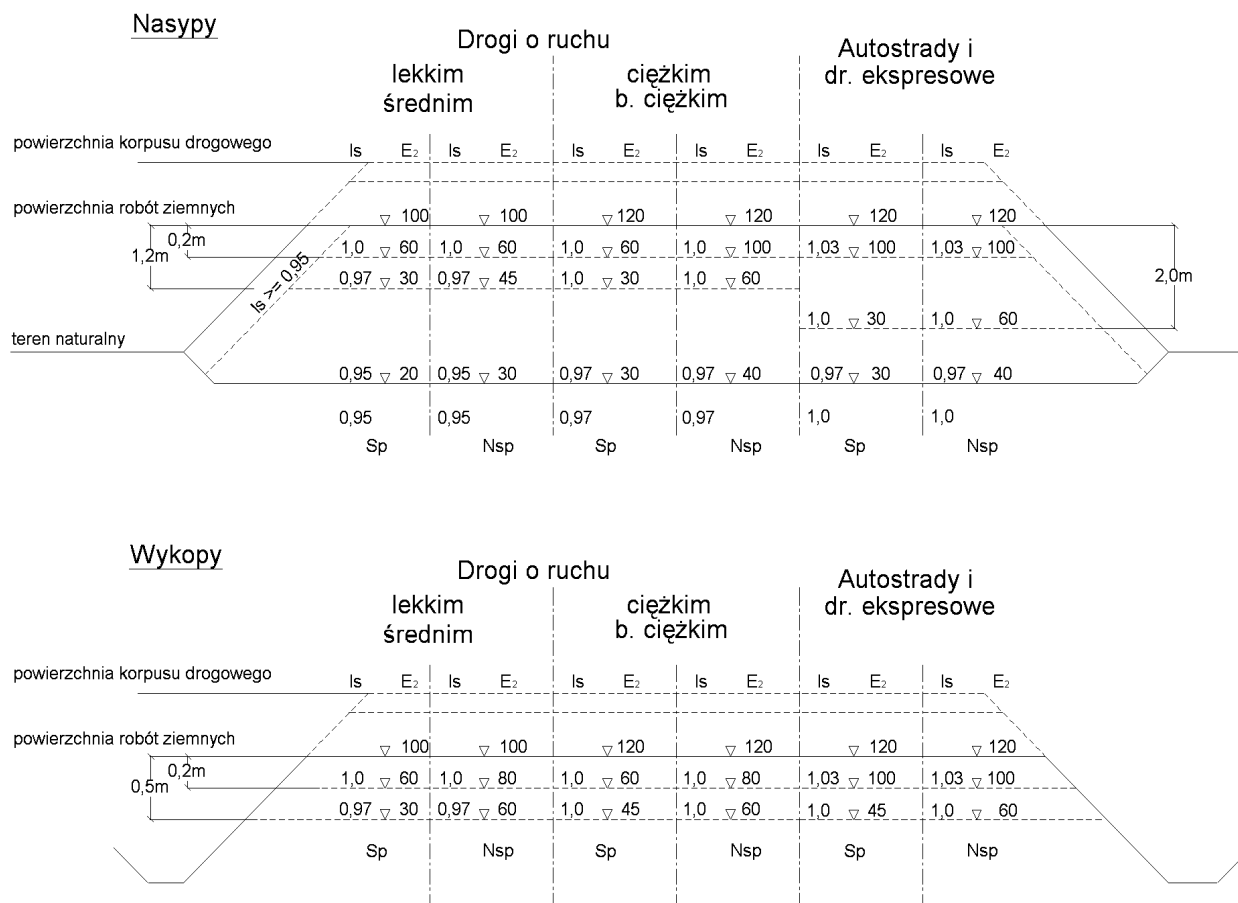 Nasypy
Drogi o ruchu
Autostrady i
dr. ekspresowe
lekkim
średnim
ciężkim
b. ciężkim
powierzchnia korpusu drogowego
Is E2 Is E2 Is E2 Is E2 Is E2 Is E2
powierzchnia robót ziemnych
100 100 120 120 120 120
0,2m
1,2m
1,0 60 1,0 60 1,0 60 1,0 100 1,03 100 1,03 100
Is >= 0,95
0,97 30 0,97 45 1,0 30 1,0 60
2,0m
1,0 30 1,0 60
teren naturalny
0,95 20 0,95 30 0,97 30 0,97 40 0,97 30 0,97 40
0,95 0,95 0,97 0,97 1,0 1,0
Sp Nsp Sp Nsp Sp Nsp
Wykopy
Drogi o ruchu
Autostrady i
dr. ekspresowe
lekkim
średnim
ciężkim
b. ciężkim
powierzchnia korpusu drogowego
Is E2 Is E2 Is E2 Is E2 Is E2 Is E2
powierzchnia robót ziemnych
100 100 120 120 120 120
0,2m
0,5m
1,0 60 1,0 80 1,0 60 1,0 80 1,03 100 1,03 100
0,97 30 0,97 60 1,0 45 1,0 60 1,0 45 1,0 60
Sp Nsp Sp Nsp Sp Nsp